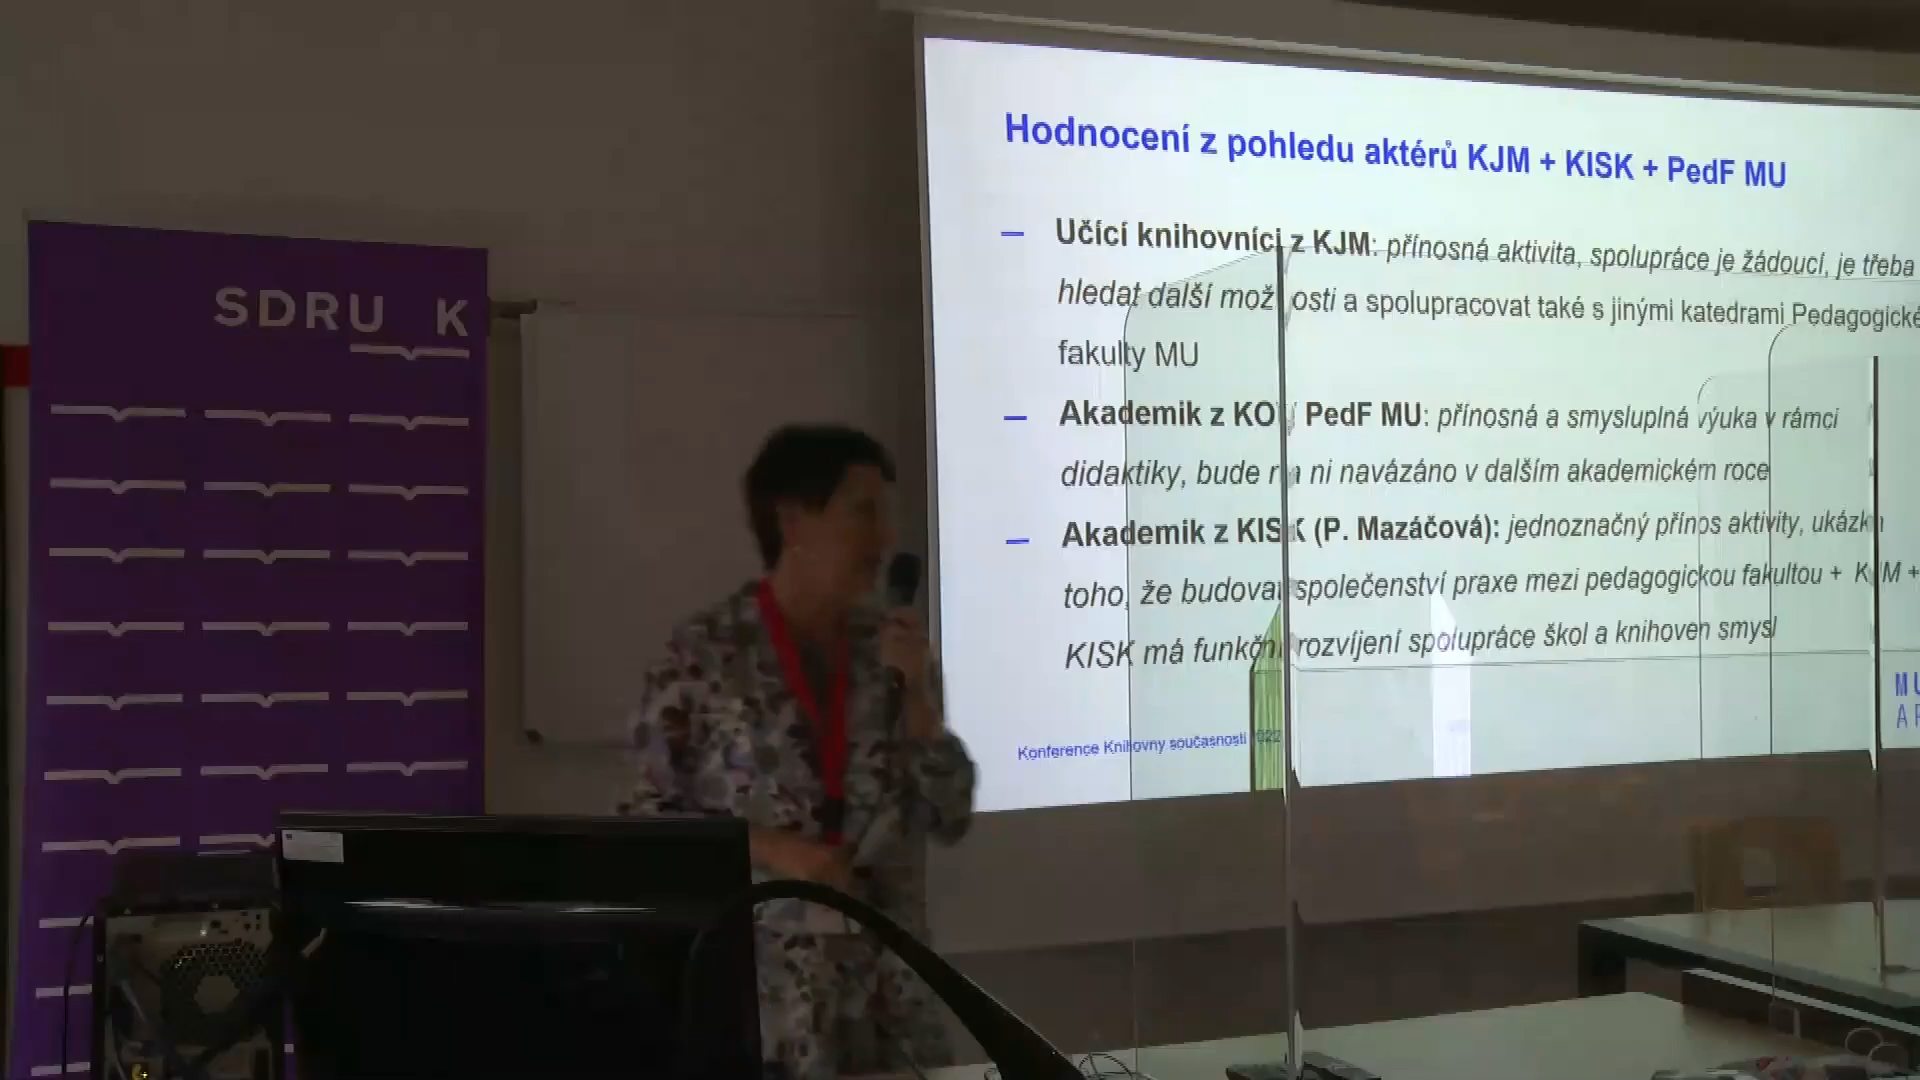 SDRU K
Hodnocení z pohledu aktérů KJM + KISK + PedF MU
– Učící knihovníci z KJM: přínosná aktivita, spolupráce je žádoucí, je třeba
hledat další možnosti a spolupracovat také s jinými katedrami Pedagogické
fakulty MU
– Akademik z KOV PedF MU: přínosná a smysluplná výuka v rámci
didaktiky, bude na ni navázáno v dalším akademickém roce
– Akademik z KISK (P. Mazáčová): jednoznačný přínos aktivity, ukázka
toho, že budovat společenství praxe mezi pedagogickou fakultou + KJM +
KISK má funkční rozvíjení spolupráce škol a knihoven smysl
Konference Knihovny současnosti 2022
MU